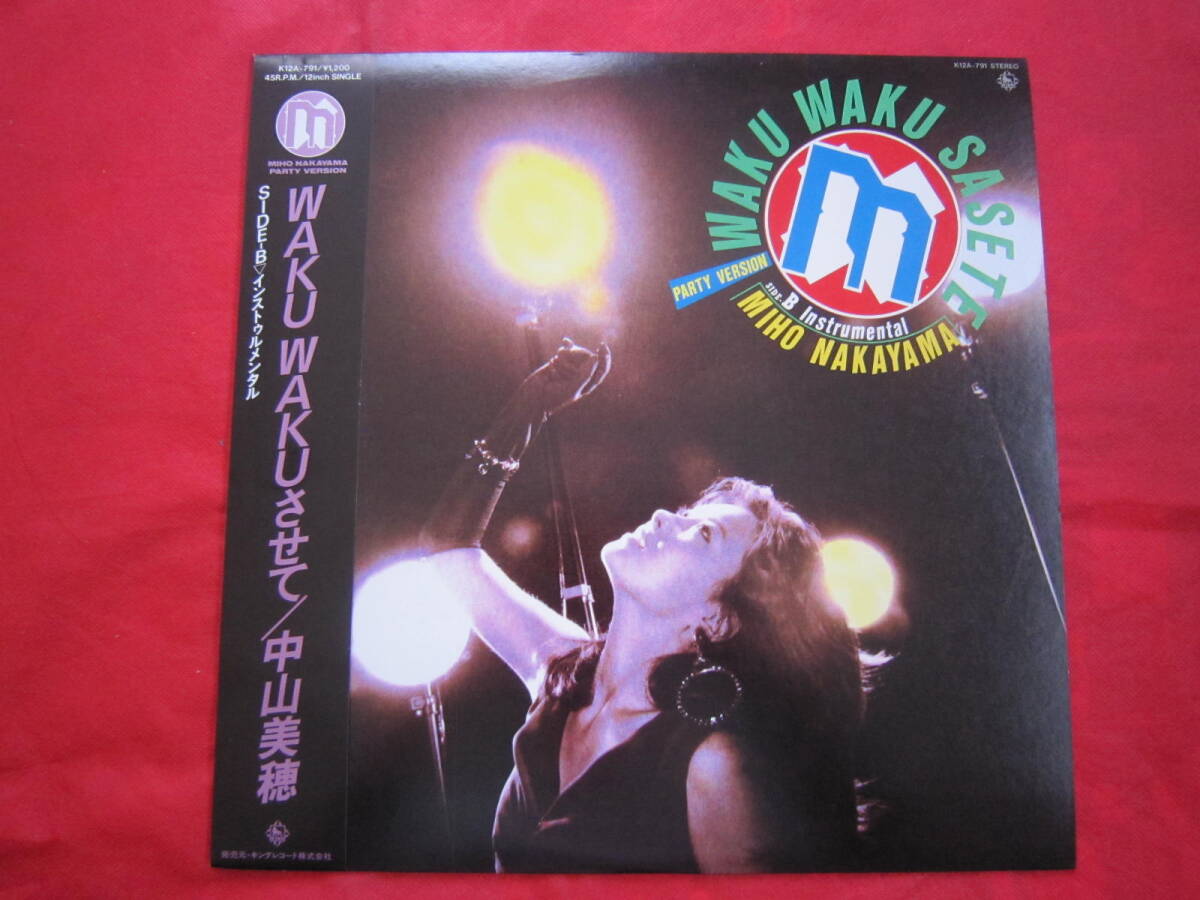 K12A-791/¥1,200
45R.P.M./12inch SINGLE
m
MIHO NAKAYAMA
PARTY VERSION
SIDE-B▽インストゥルメンタル
WAKU WAKUさせて/中山美穂
発売元・キングレコード株式会社
K12A-791 STEREO
WAKU WAKU SASETE
m
PARTY VERSION
SIDE-B Instrumental
MIHO NAKAYAMA